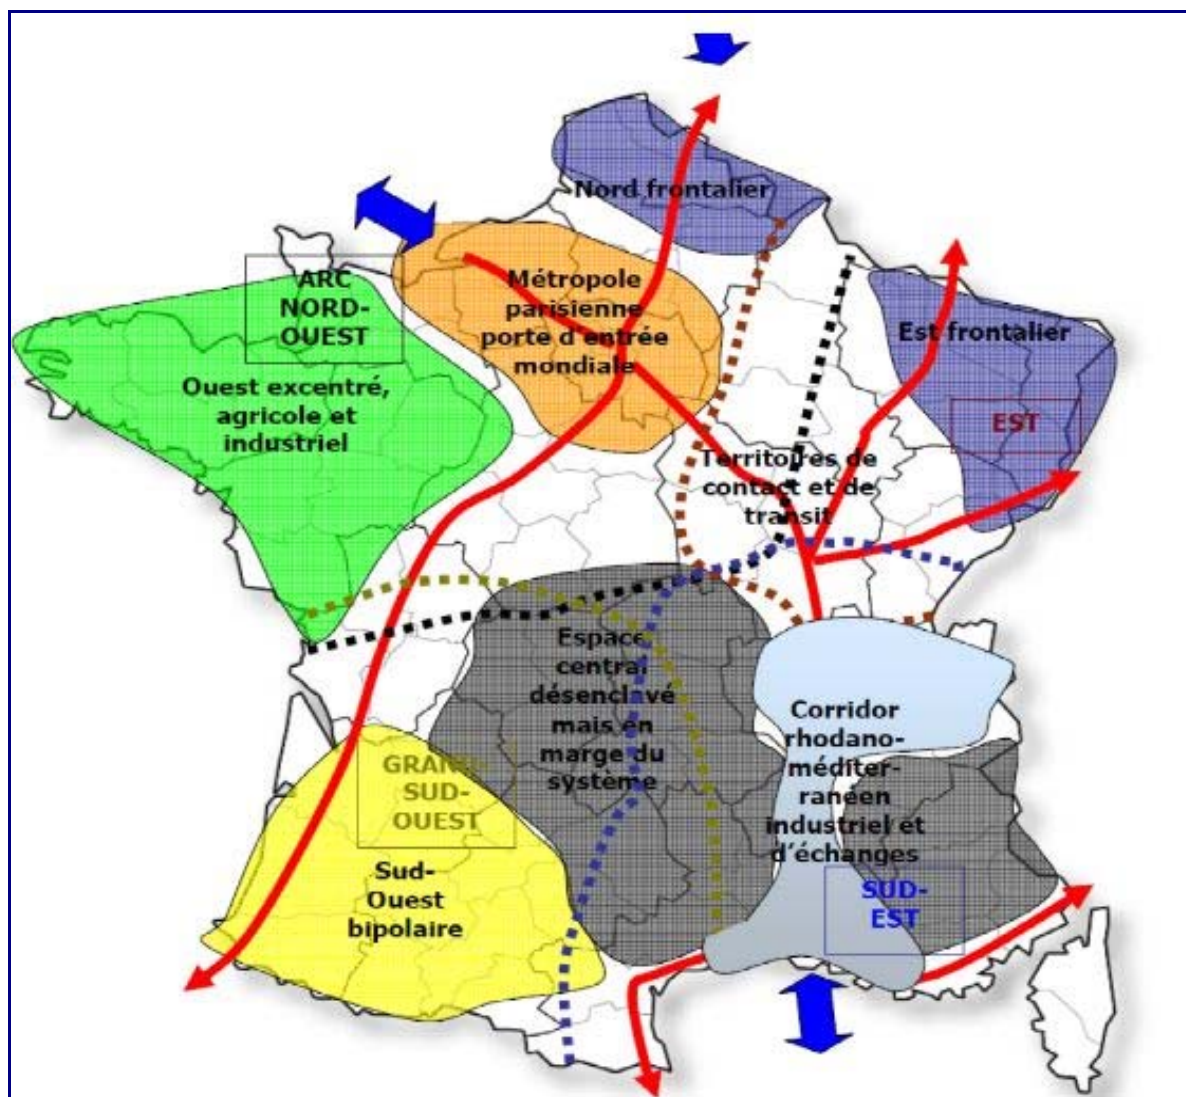 Nord frontalier
ARC
NORD-
OUEST
Métropole
parisienne
porte d'entrée
mondiale
Est frontalier
Ouest excentré,
agricole et
industriel
EST
Territoires de
contact et de
transit
Espace
central
désenclavé
mais en
marge du
système
Corridor
rhodano-
méditer-
ranéen
industriel et
d'échanges
GRAND
SUD-
OUEST
Sud-
Ouest
bipolaire
SUD-
EST